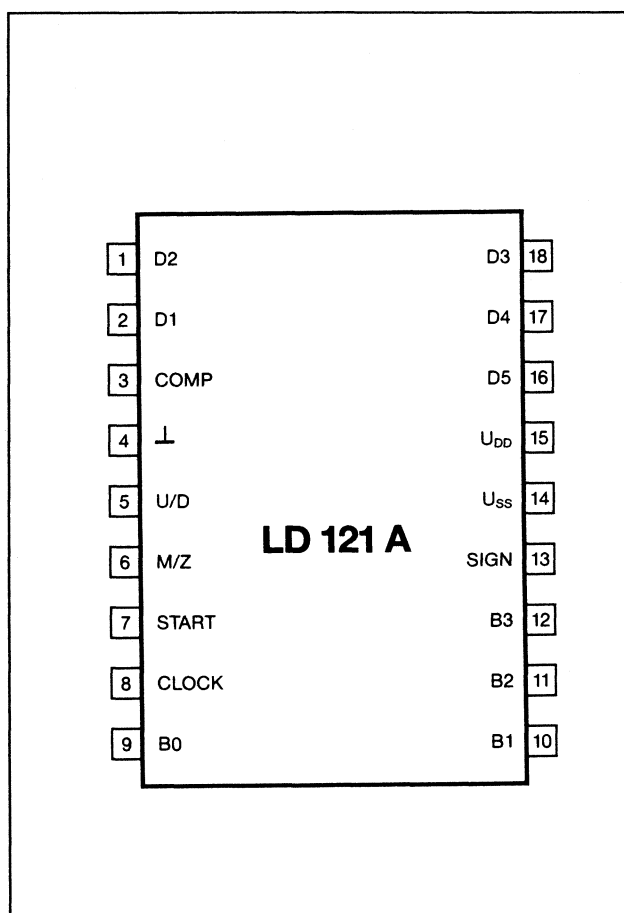 1 D2 D3 18
2 D1 D4 17
3 COMP D5 16
4 ⊥ U_DD 15
5 U/D U_SS 14
LD 121 A
6 M/Z SIGN 13
7 START B3 12
8 CLOCK B2 11
9 B0 B1 10